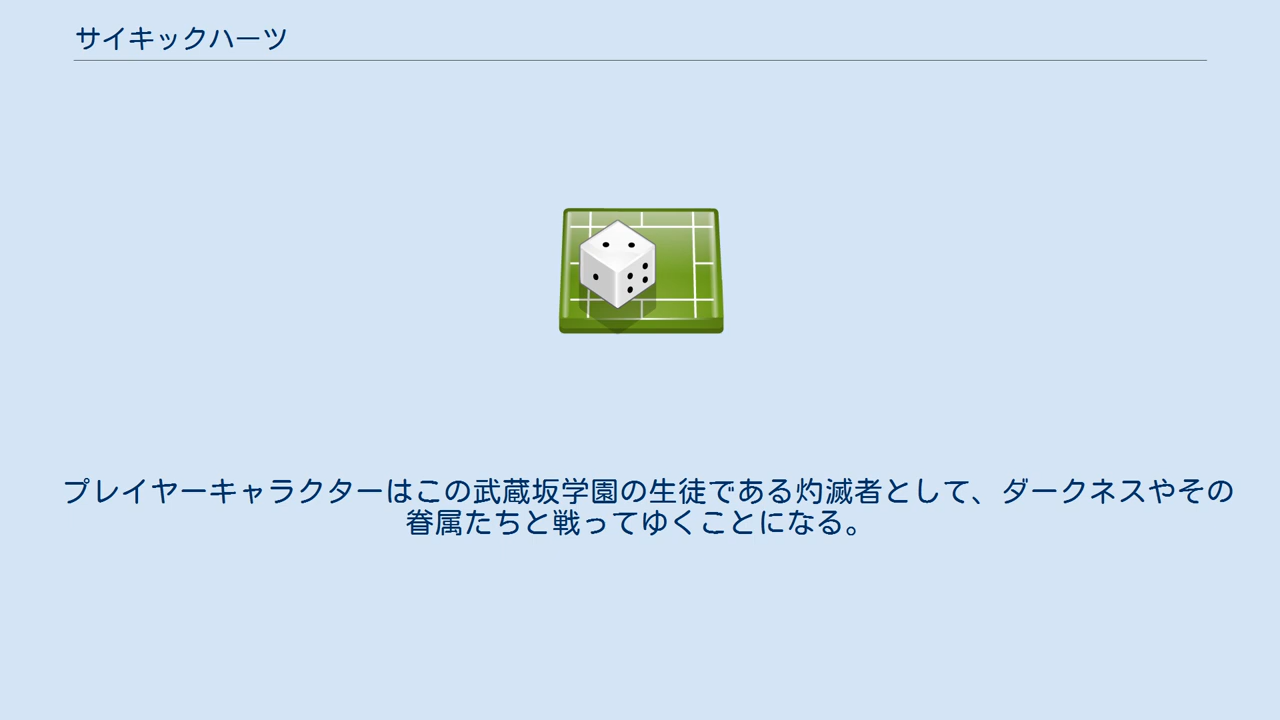 サイキックハーツ
プレイヤーキャラクターはこの武蔵坂学園の生徒である灼滅者として、ダークネスやその
眷属たちと戦ってゆくことになる。